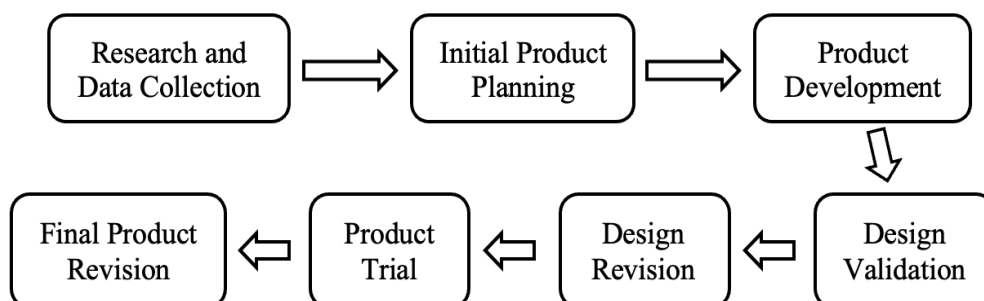 Research and
Data Collection
Initial Product
Planning
Product
Development
Design
Validation
Design
Revision
Product
Trial
Final Product
Revision